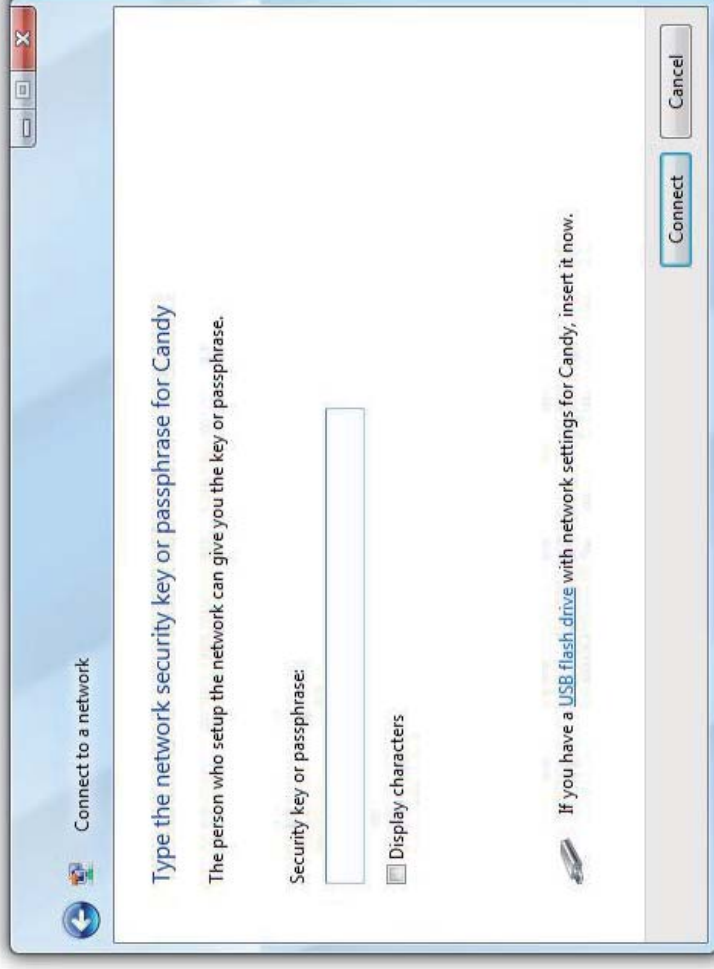 Connect to a network
Type the network security key or passphrase for Candy
The person who setup the network can give you the key or passphrase.
Security key or passphrase:
Display characters
If you have a USB flash drive with network settings for Candy, insert it now.
Connect
Cancel